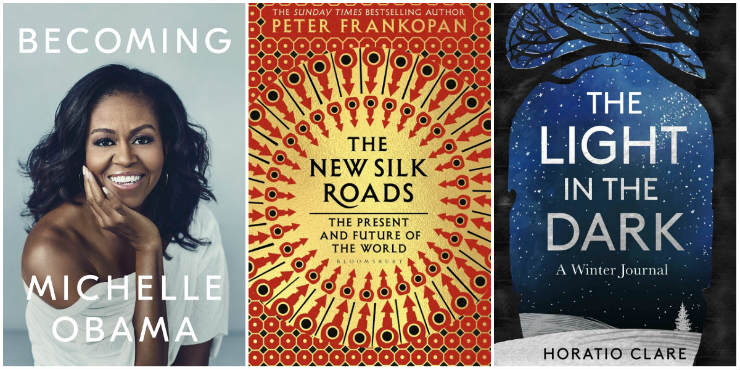 BECOMING
MICHELLE
OBAMA
THE SUNDAY TIMES BESTSELLING AUTHOR
PETER FRANKOPAN
THE
NEW SILK
ROADS
THE PRESENT
AND FUTURE OF
THE WORLD
BLOOMSBURY
THE
LIGHT
IN THE
DARK
A Winter Journal
HORATIO CLARE